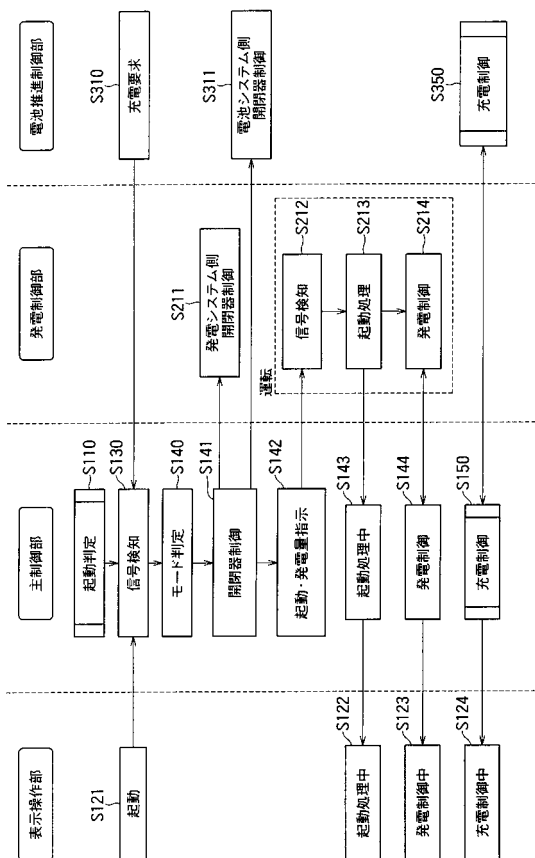 表示操作部
主制御部
発電制御部
電池推進制御部
S110
起動判定
S121
起動
S130
信号検知
S310
充電要求
S140
モード判定
S141
開閉器制御
S211
発電システム側
開閉器制御
S311
電池システム側
開閉器制御
S142
起動・発電量指示
運転
S212
信号検知
S213
起動処理
S143
起動処理中
S122
起動処理中
S214
発電制御
S144
発電制御
S123
発電制御中
S150
充電制御
S124
充電制御中
S350
充電制御